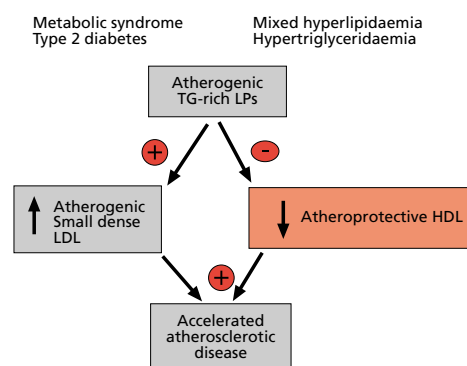 Metabolic syndrome
Type 2 diabetes
Mixed hyperlipidaemia
Hypertriglyceridaemia
Atherogenic
TG-rich LPs
+
-
Atherogenic
Small dense
LDL
Atheroprotective HDL
+
Accelerated
atherosclerotic
disease